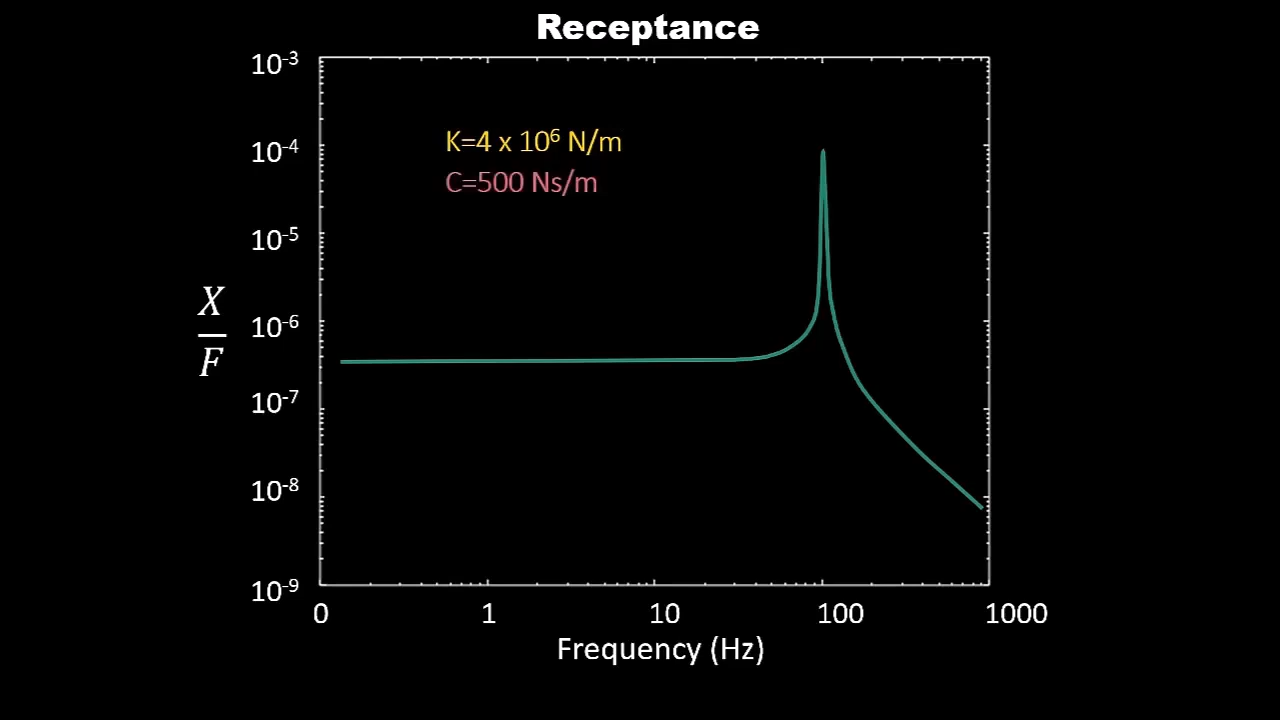 Receptance
10⁻³
10⁻⁴
10⁻⁵
10⁻⁶
10⁻⁷
10⁻⁸
10⁻⁹
K=4 x 10⁶ N/m
C=500 Ns/m
X
F
0 1 10 100 1000
Frequency (Hz)